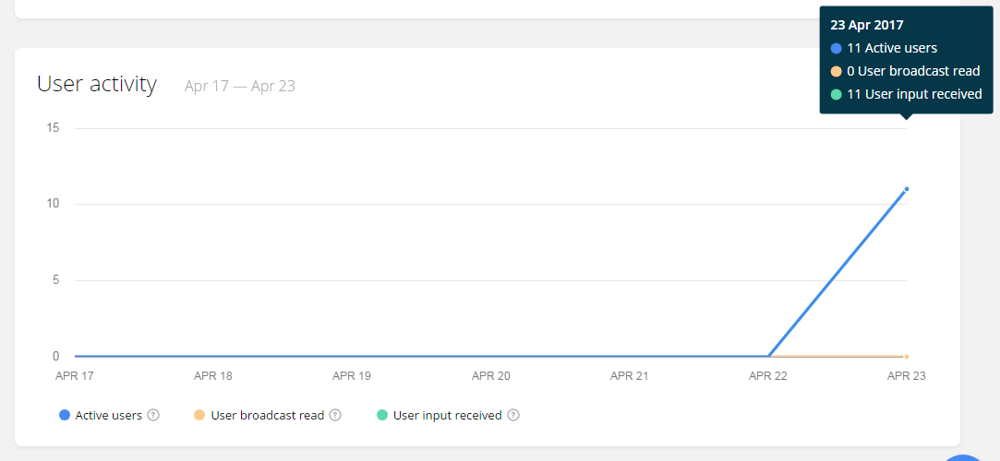 23 Apr 2017
11 Active users
0 User broadcast read
11 User input received
User activity Apr 17 — Apr 23
15
10
5
0
APR 17 APR 18 APR 19 APR 20 APR 21 APR 22 APR 23
Active users ? User broadcast read ? User input received ?